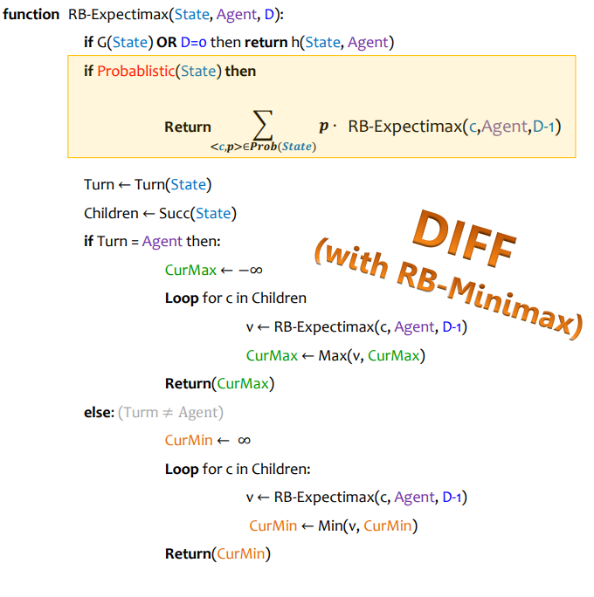 function RB-Expectimax(State, Agent, D):
if G(State) OR D=0 then return h(State, Agent)
if Probablistic(State) then
Return ∑ p · RB-Expectimax(c,Agent,D-1)
<c,p>∈Prob(State)
Turn ← Turn(State)
Children ← Succ(State)
if Turn = Agent then:
CurMax ← −∞
Loop for c in Children
v ← RB-Expectimax(c, Agent, D-1)
CurMax ← Max(v, CurMax)
Return(CurMax)
else: (Turm ≠ Agent)
CurMin ← ∞
Loop for c in Children:
v ← RB-Expectimax(c, Agent, D-1)
CurMin ← Min(v, CurMin)
Return(CurMin)
DIFF
(with RB-Minimax)